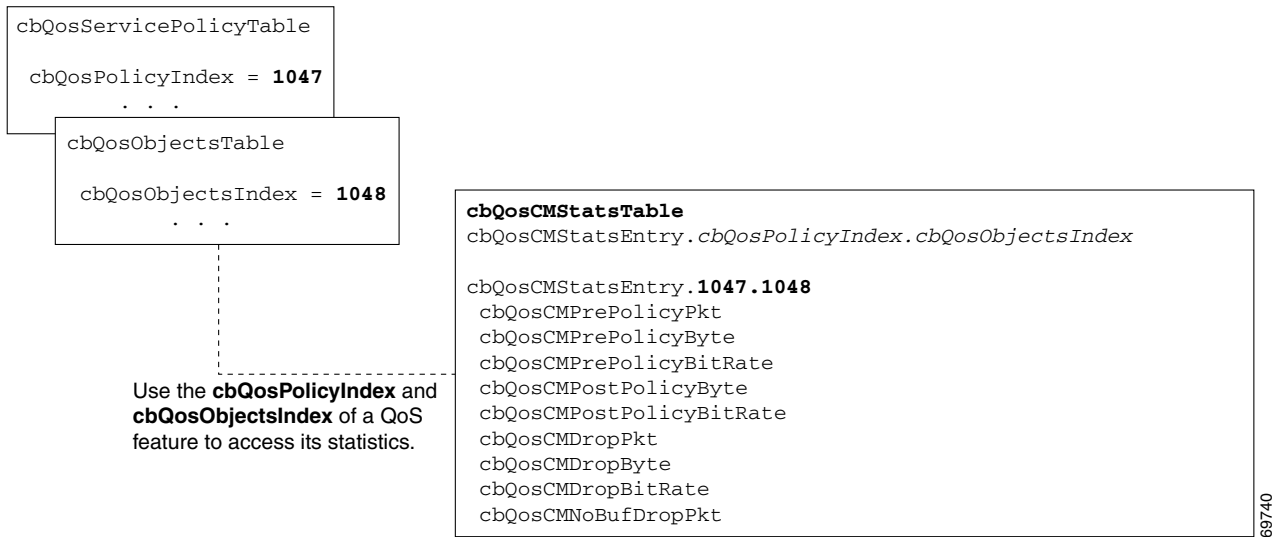 cbQosServicePolicyTable
cbQosPolicyIndex = 1047
. . .
cbQosObjectsTable
cbQosObjectsIndex = 1048
. . .
Use the cbQosPolicyIndex and
cbQosObjectsIndex of a QoS
feature to access its statistics.
cbQosCMStatsTable
cbQosCMStatsEntry.cbQosPolicyIndex.cbQosObjectsIndex
cbQosCMStatsEntry.1047.1048
cbQosCMPrePolicyPkt
cbQosCMPrePolicyByte
cbQosCMPrePolicyBitRate
cbQosCMPostPolicyByte
cbQosCMPostPolicyBitRate
cbQosCMDropPkt
cbQosCMDropByte
cbQosCMDropBitRate
cbQosCMNoBufDropPkt
69740